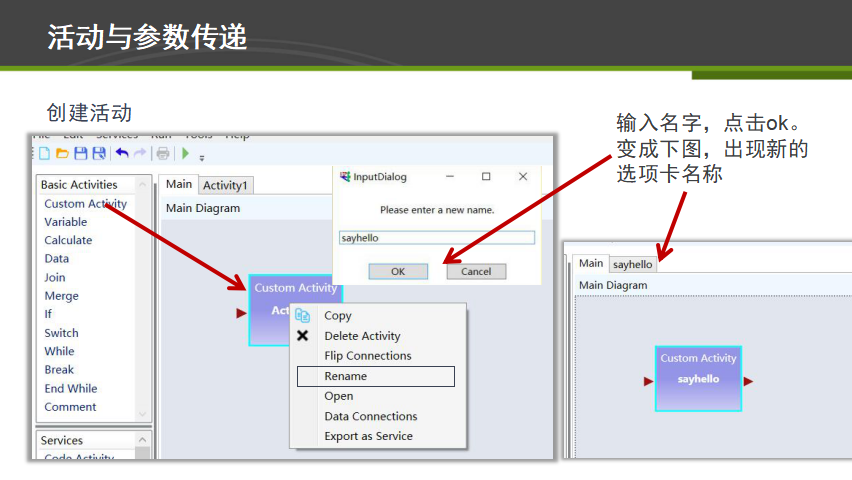 活动与参数传递
创建活动
输入名字，点击ok。
变成下图，出现新的
选项卡名称
File Edit Services Run Tools Help
Basic Activities
Custom Activity
Variable
Calculate
Data
Join
Merge
If
Switch
While
Break
End While
Comment
Services
Code Activity
Main Activity1
Main Diagram
InputDialog
Please enter a new name.
sayhello
OK Cancel
Custom Activity
Act
Copy
Delete Activity
Flip Connections
Rename
Open
Data Connections
Export as Service
Main sayhello
Main Diagram
Custom Activity
sayhello